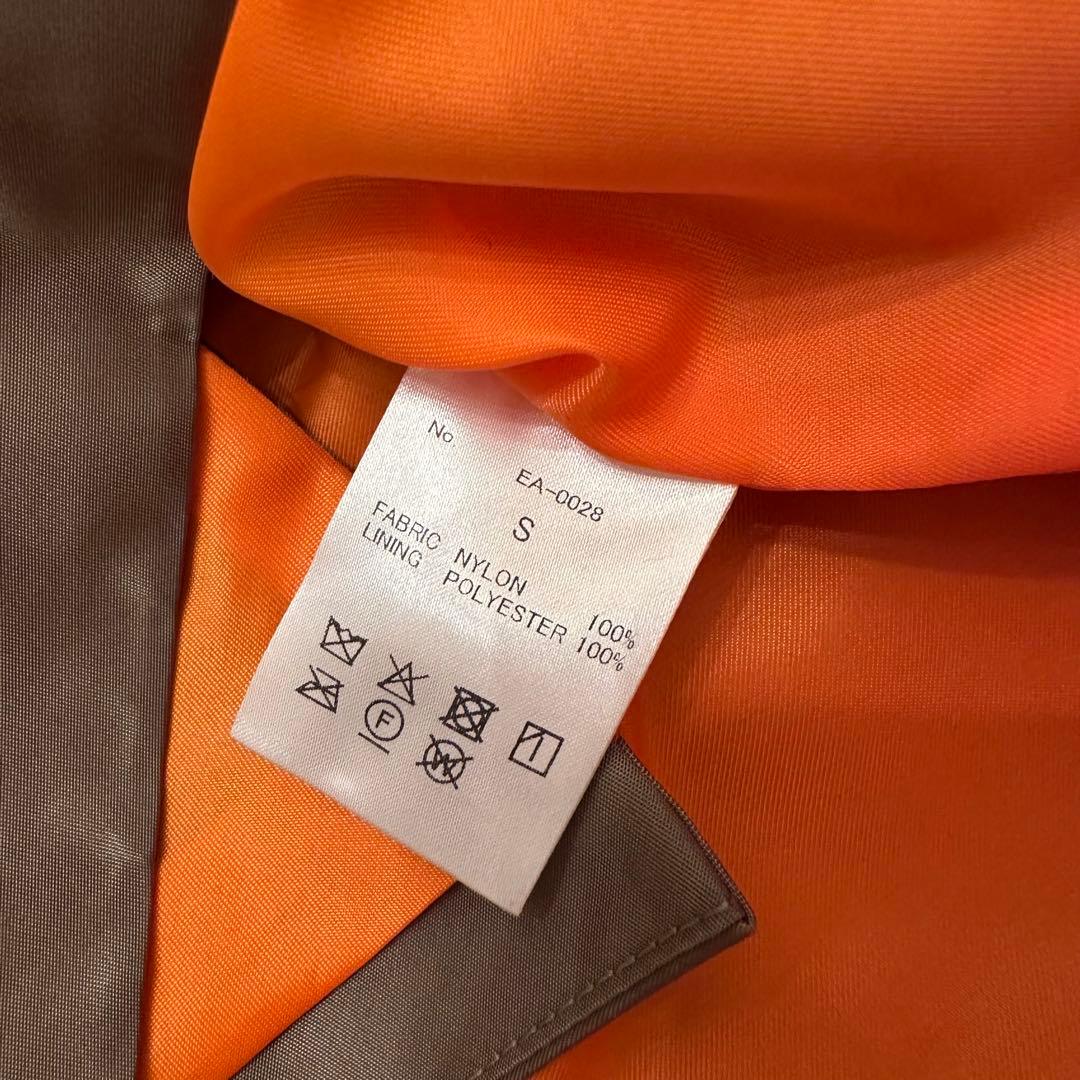 No
EA-0028
S
FABRIC NYLON 100%
LINING POLYESTER 100%
F
W